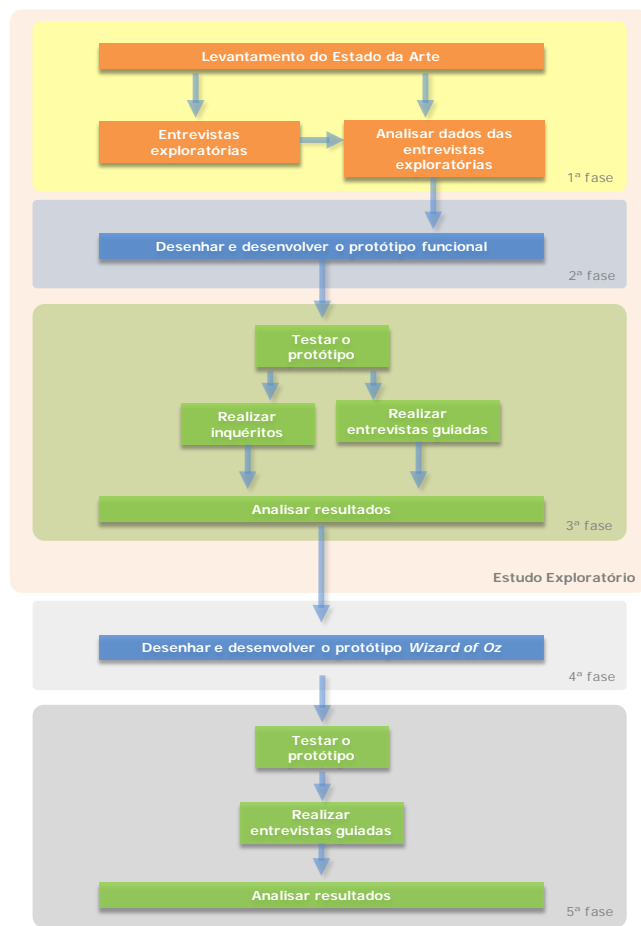 Levantamento do Estado da Arte
Entrevistas
exploratórias
Analisar dados das
entrevistas
exploratórias
1ª fase
Desenhar e desenvolver o protótipo funcional
2ª fase
Testar o
protótipo
Realizar
inquéritos
Realizar
entrevistas guiadas
Analisar resultados
3ª fase
Estudo Exploratório
Desenhar e desenvolver o protótipo Wizard of Oz
4ª fase
Testar o
protótipo
Realizar
entrevistas guiadas
Analisar resultados
5ª fase